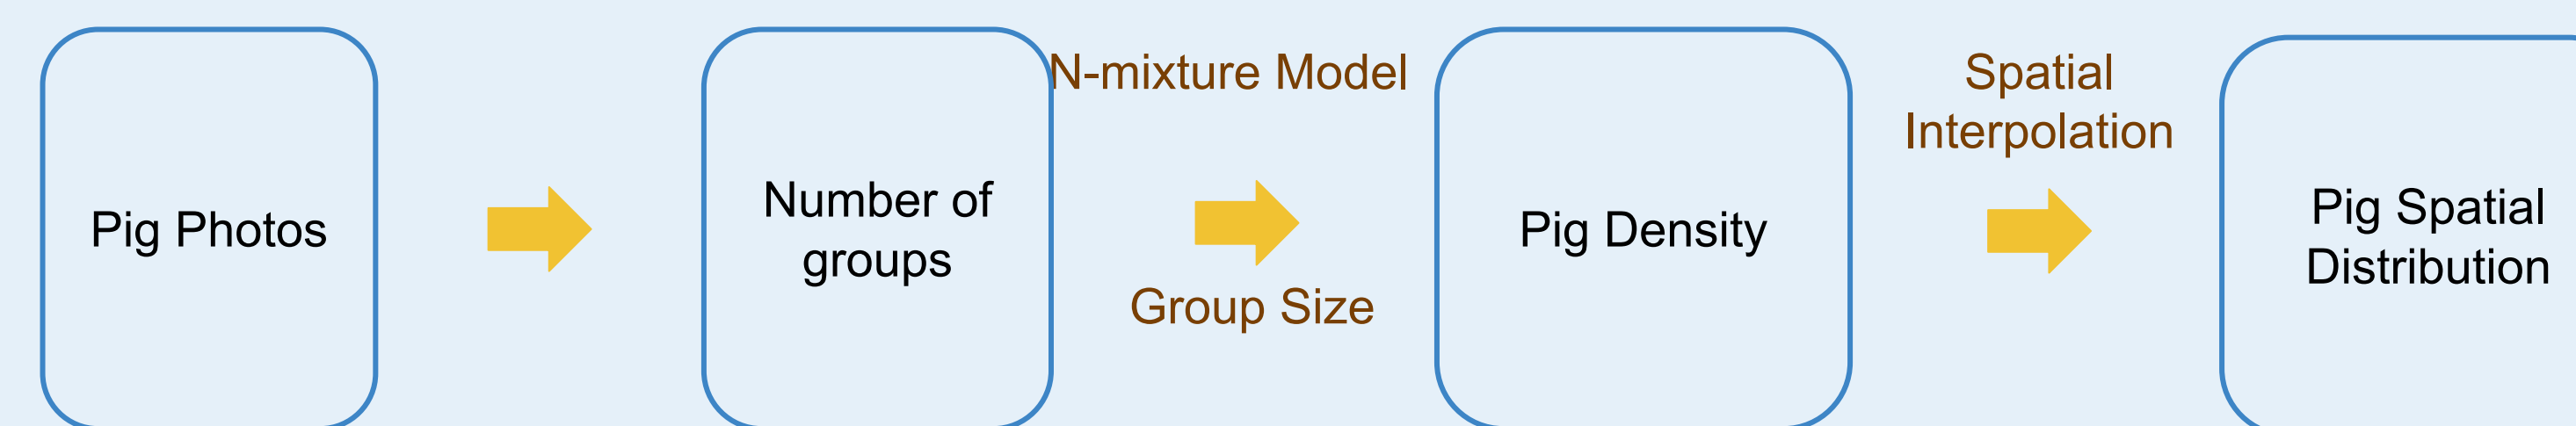 Pig Photos
Number of
groups
N-mixture Model
Group Size
Pig Density
Spatial
Interpolation
Pig Spatial
Distribution